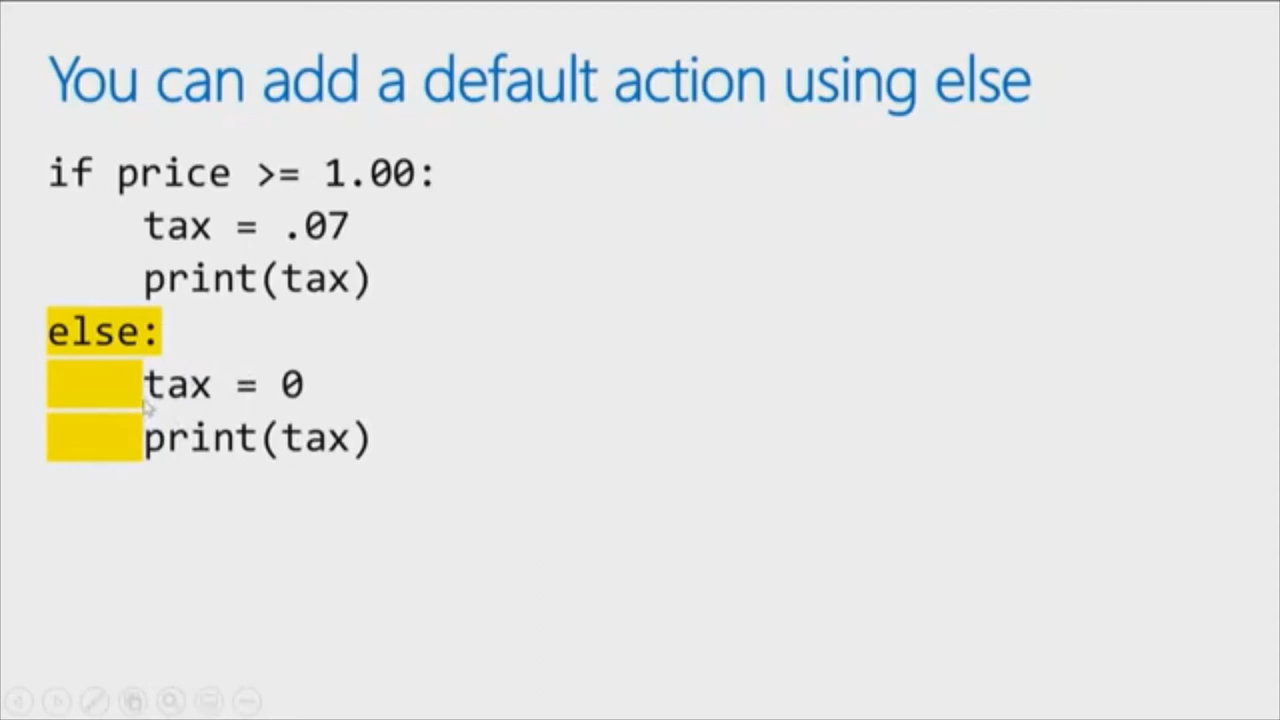 You can add a default action using else
if price >= 1.00:
    tax = .07
    print(tax)
else:
    tax = 0
    print(tax)